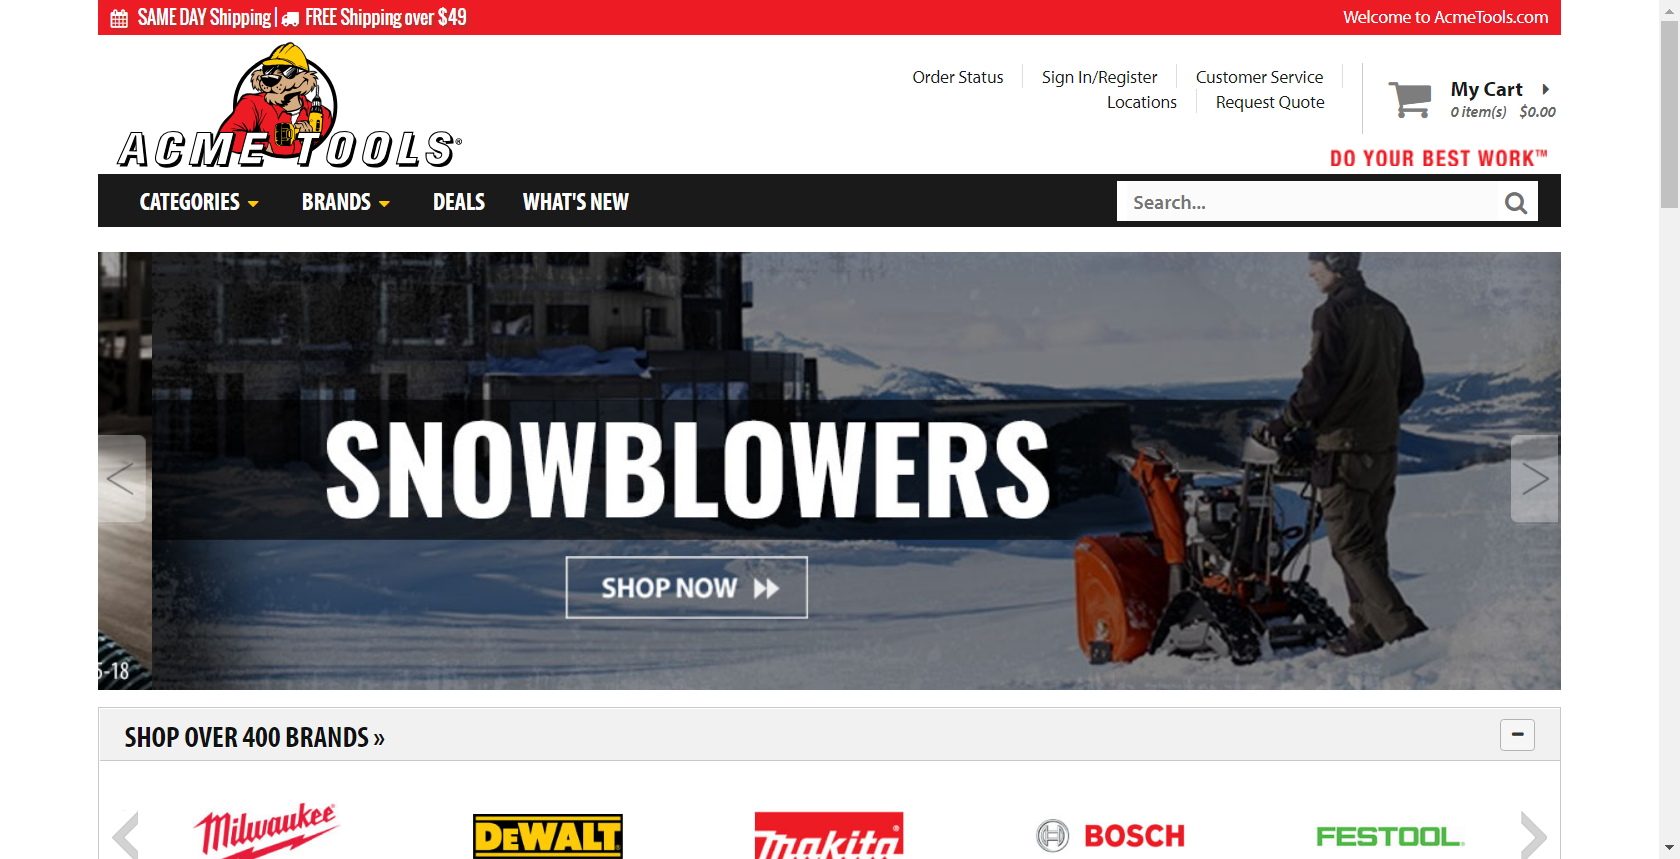 SAME DAY Shipping | FREE Shipping over $49
Welcome to AcmeTools.com
ACME TOOLS®
Order Status
Sign In/Register
Customer Service
Locations
Request Quote
My Cart
0 item(s) $0.00
DO YOUR BEST WORK™
CATEGORIES
BRANDS
DEALS
WHAT'S NEW
Search...
SNOWBLOWERS
SHOP NOW
5-18
SHOP OVER 400 BRANDS »
Milwaukee®
DEWALT
makita®
BOSCH
FESTOOL